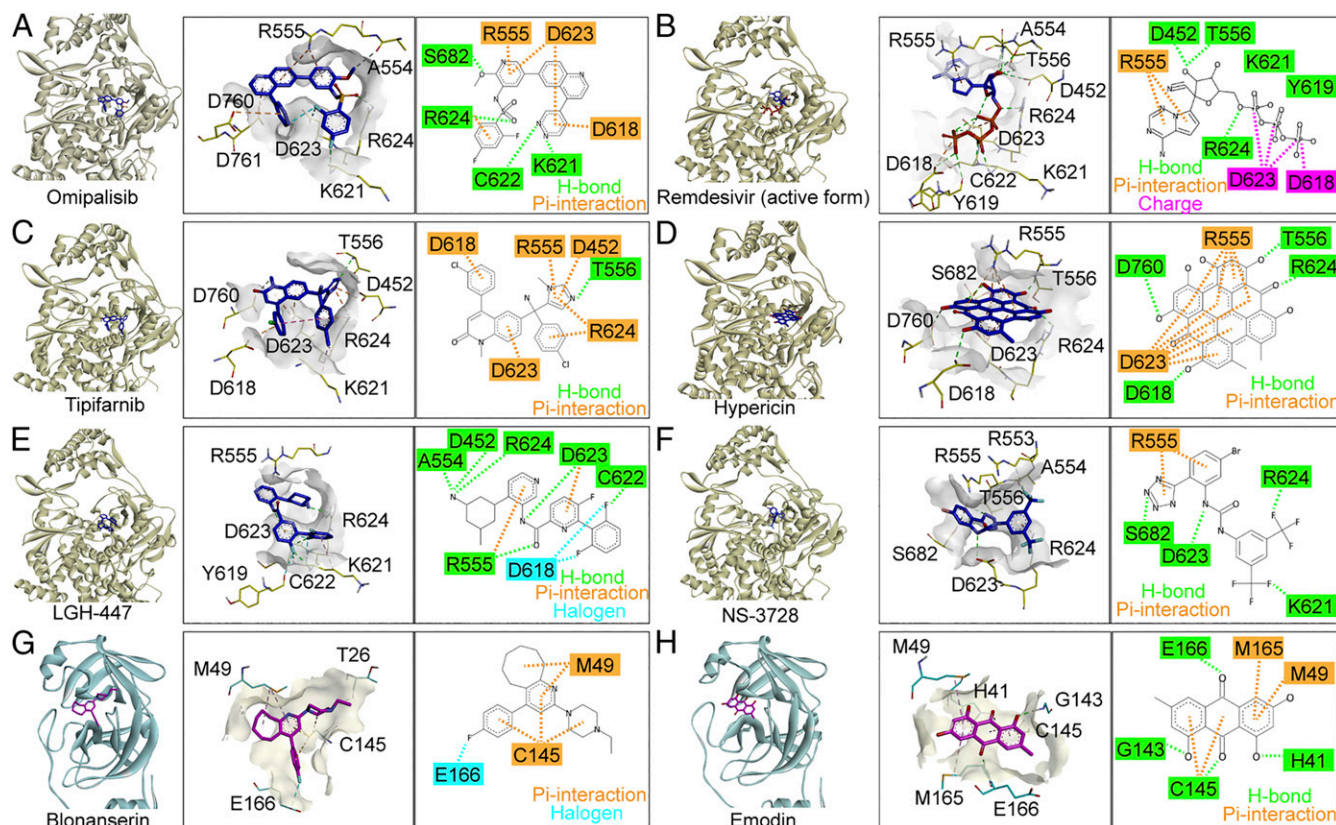 A
Omipalisib
R555
A554
D760
D761
D623
R624
K621
R555
D623
S682
R624
D618
K621
C622
H-bond
Pi-interaction
B
Remdesivir (active form)
R555
A554
T556
D452
R624
D623
D618
C622
K621
Y619
D452
T556
R555
K621
Y619
R624
D623
D618
H-bond
Pi-interaction
Charge
C
Tipifarnib
T556
D760
D452
D623
R624
D618
K621
D618
R555
D452
T556
Cl
N
N
N
R624
O
N
Cl
D623
H-bond
Pi-interaction
D
Hypericin
R555
S682
T556
D760
D623
R624
D618
R555
T556
D760
R624
D623
D618
H-bond
Pi-interaction
E
LGH-447
R555
D623
R624
Y619
K621
C622
D452
A554
R624
D623
C622
N
N
F
N
N
F
O
F
R555
D618
H-bond
Pi-interaction
Halogen
F
NS-3728
R553
R555
A554
T556
S682
R624
D623
R555
Br
R624
S682
D623
K621
H-bond
Pi-interaction
G
Blonanserin
M49
T26
C145
E166
M49
N
N
F
N
C145
E166
Pi-interaction
Halogen
H
Emodin
M49
H41
G143
C145
M165
E166
E166
M165
M49
G143
H41
C145
H-bond
Pi-interaction